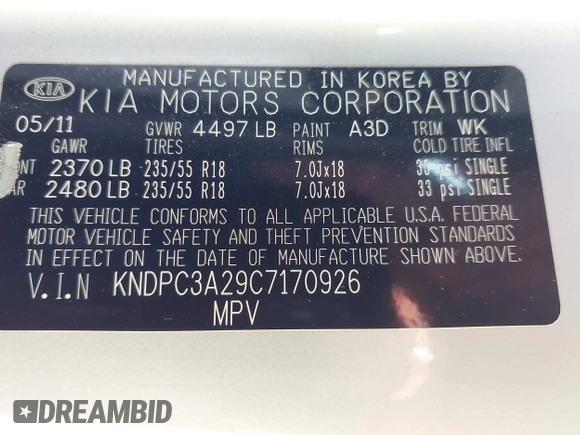 KIA MANUFACTURED IN KOREA BY
KIA MOTORS CORPORATION
05/11 GVWR 4497 LB PAINT A3D TRIM WK
GAWR TIRES RIMS COLD TIRE INFL
2370 LB 235/55 R18 7.0Jx18 psi SINGLE
2480 LB 235/55 R18 7.0Jx18 33 psi SINGLE
THIS VEHICLE CONFORMS TO ALL APPLICABLE U.S.A. FEDERAL
MOTOR VEHICLE SAFETY AND THEFT PREVENTION STANDARDS
IN EFFECT ON THE DATE OF MANUFACTURE SHOWN ABOVE.
V.I.N KNDPC3A29C7170926
MPV
DREAMBID